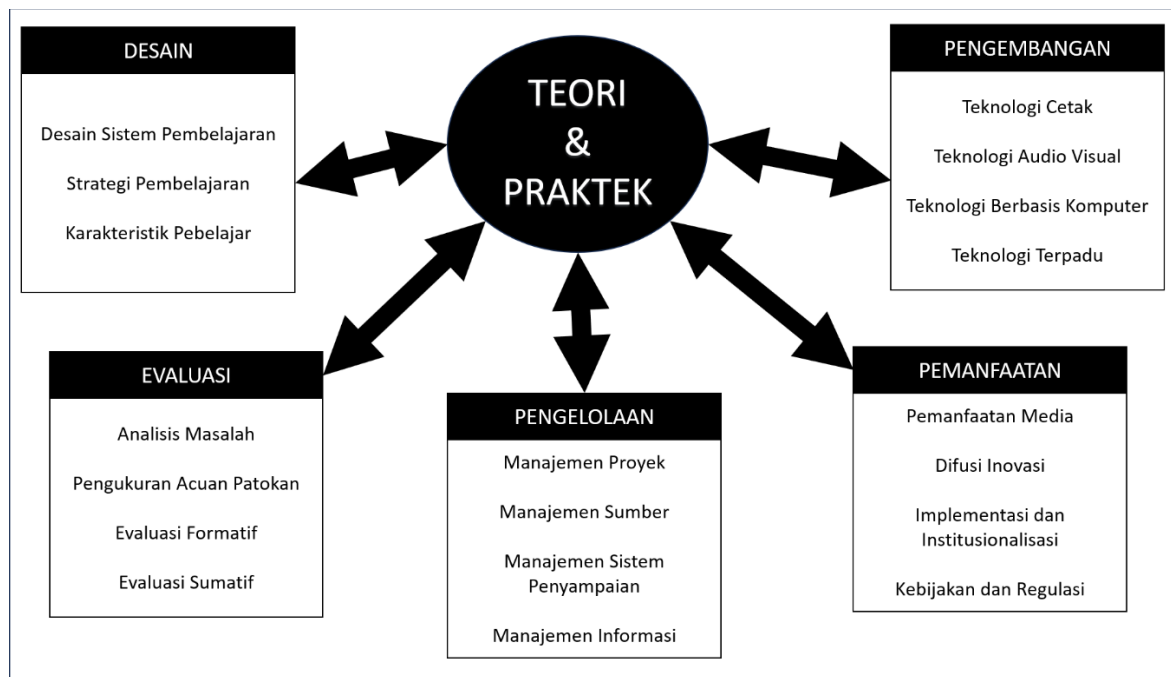 DESAIN
Desain Sistem Pembelajaran
Strategi Pembelajaran
Karakteristik Pebelajar
TEORI
&
PRAKTEK
PENGEMBANGAN
Teknologi Cetak
Teknologi Audio Visual
Teknologi Berbasis Komputer
Teknologi Terpadu
EVALUASI
Analisis Masalah
Pengukuran Acuan Patokan
Evaluasi Formatif
Evaluasi Sumatif
PENGELOLAAN
Manajemen Proyek
Manajemen Sumber
Manajemen Sistem
Penyampaian
Manajemen Informasi
PEMANFAATAN
Pemanfaatan Media
Difusi Inovasi
Implementasi dan
Institusionalisasi
Kebijakan dan Regulasi